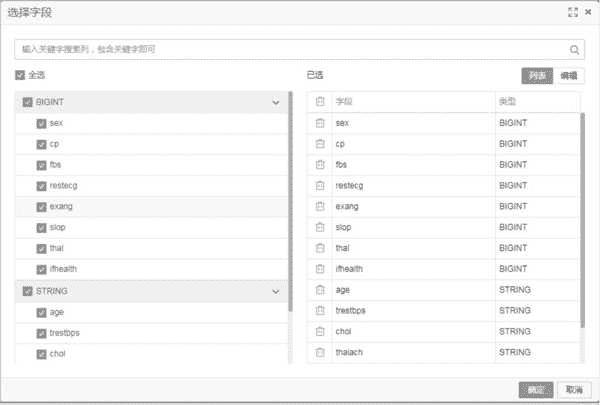 选择字段
输入关键字搜索列，包含关键字即可
全选
BIGINT
sex
cp
fbs
restecg
exang
slop
thal
ifhealth
STRING
age
trestbps
chol
已选
列表 编辑
字段 类型
sex BIGINT
cp BIGINT
fbs BIGINT
restecg BIGINT
exang BIGINT
slop BIGINT
thal BIGINT
ifhealth BIGINT
age STRING
trestbps STRING
chol STRING
thalach STRING
确定 取消